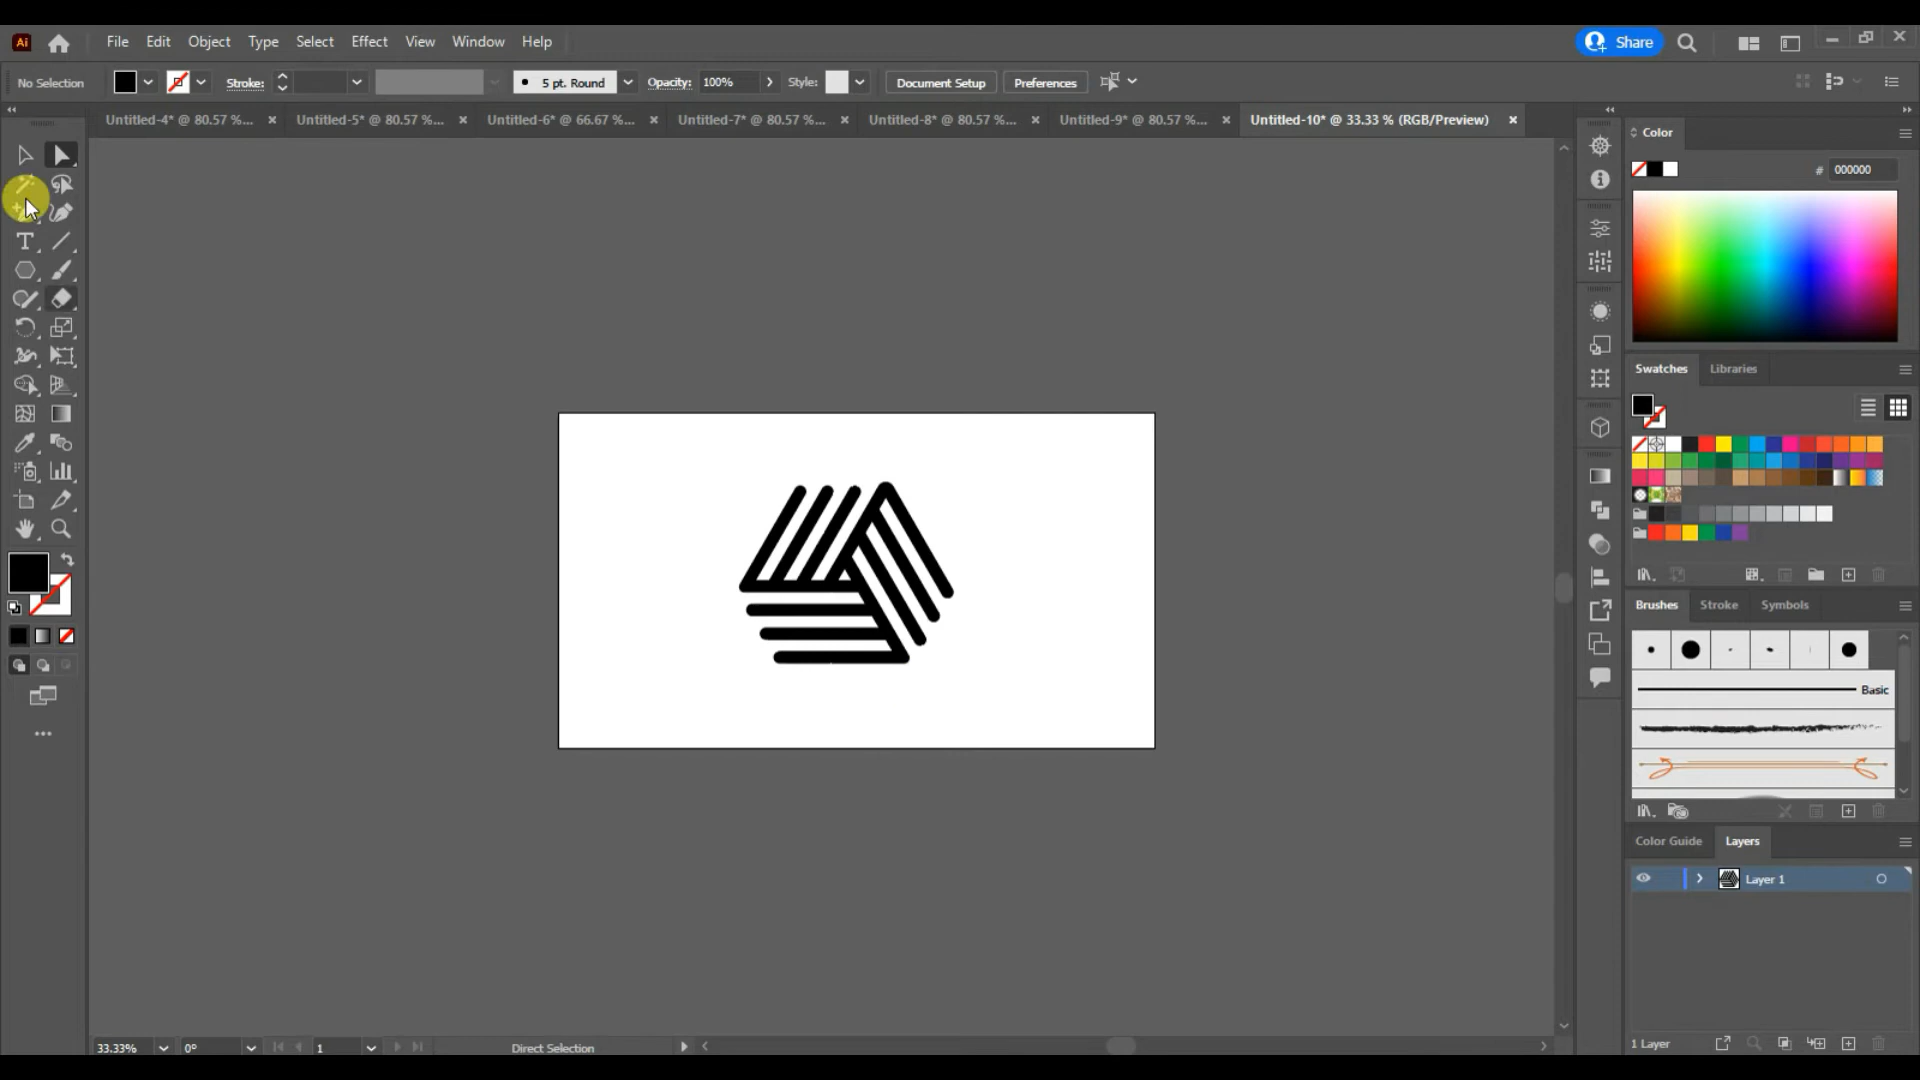 Ai File Edit Object Type Select Effect View Window Help Share
No Selection Stroke: 5 pt. Round Opacity: 100% Style: Document Setup Preferences
Untitled-4* @ 80.57 %... × Untitled-5* @ 80.57 %... × Untitled-6* @ 66.67 %... × Untitled-7* @ 80.57 %... × Untitled-8* @ 80.57 %... × Untitled-9* @ 80.57 %... × Untitled-10* @ 33.33 % (RGB/Preview) ×
Color
# 000000
Swatches Libraries
Brushes Stroke Symbols
Basic
Color Guide Layers
Layer 1
1 Layer
33.33% 0° 1 Direct Selection